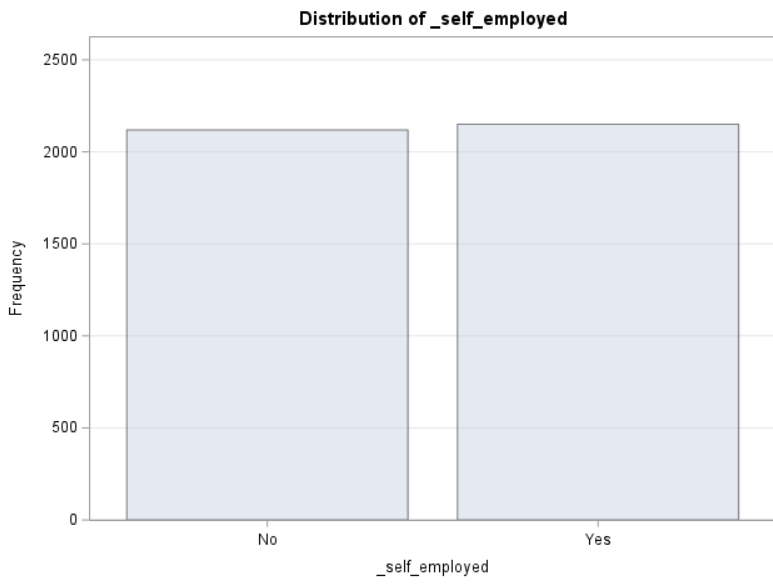 Distribution of _self_employed
2500
2000
1500
1000
500
0
Frequency
No
Yes
_self_employed